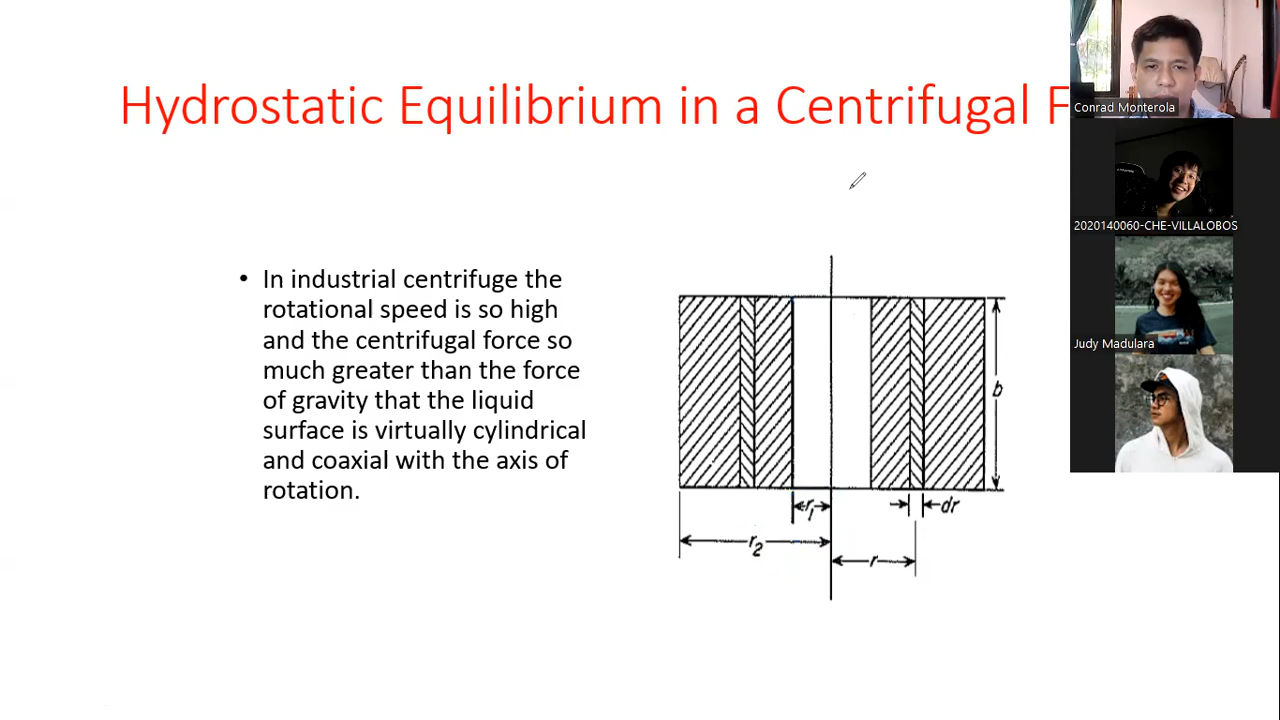 Hydrostatic Equilibrium in a Centrifugal F
Conrad Monterola
2020140060-CHE-VILLALOBOS
Judy Madulara
• In industrial centrifuge the
rotational speed is so high
and the centrifugal force so
much greater than the force
of gravity that the liquid
surface is virtually cylindrical
and coaxial with the axis of
rotation.
b
r1
dr
r2
r